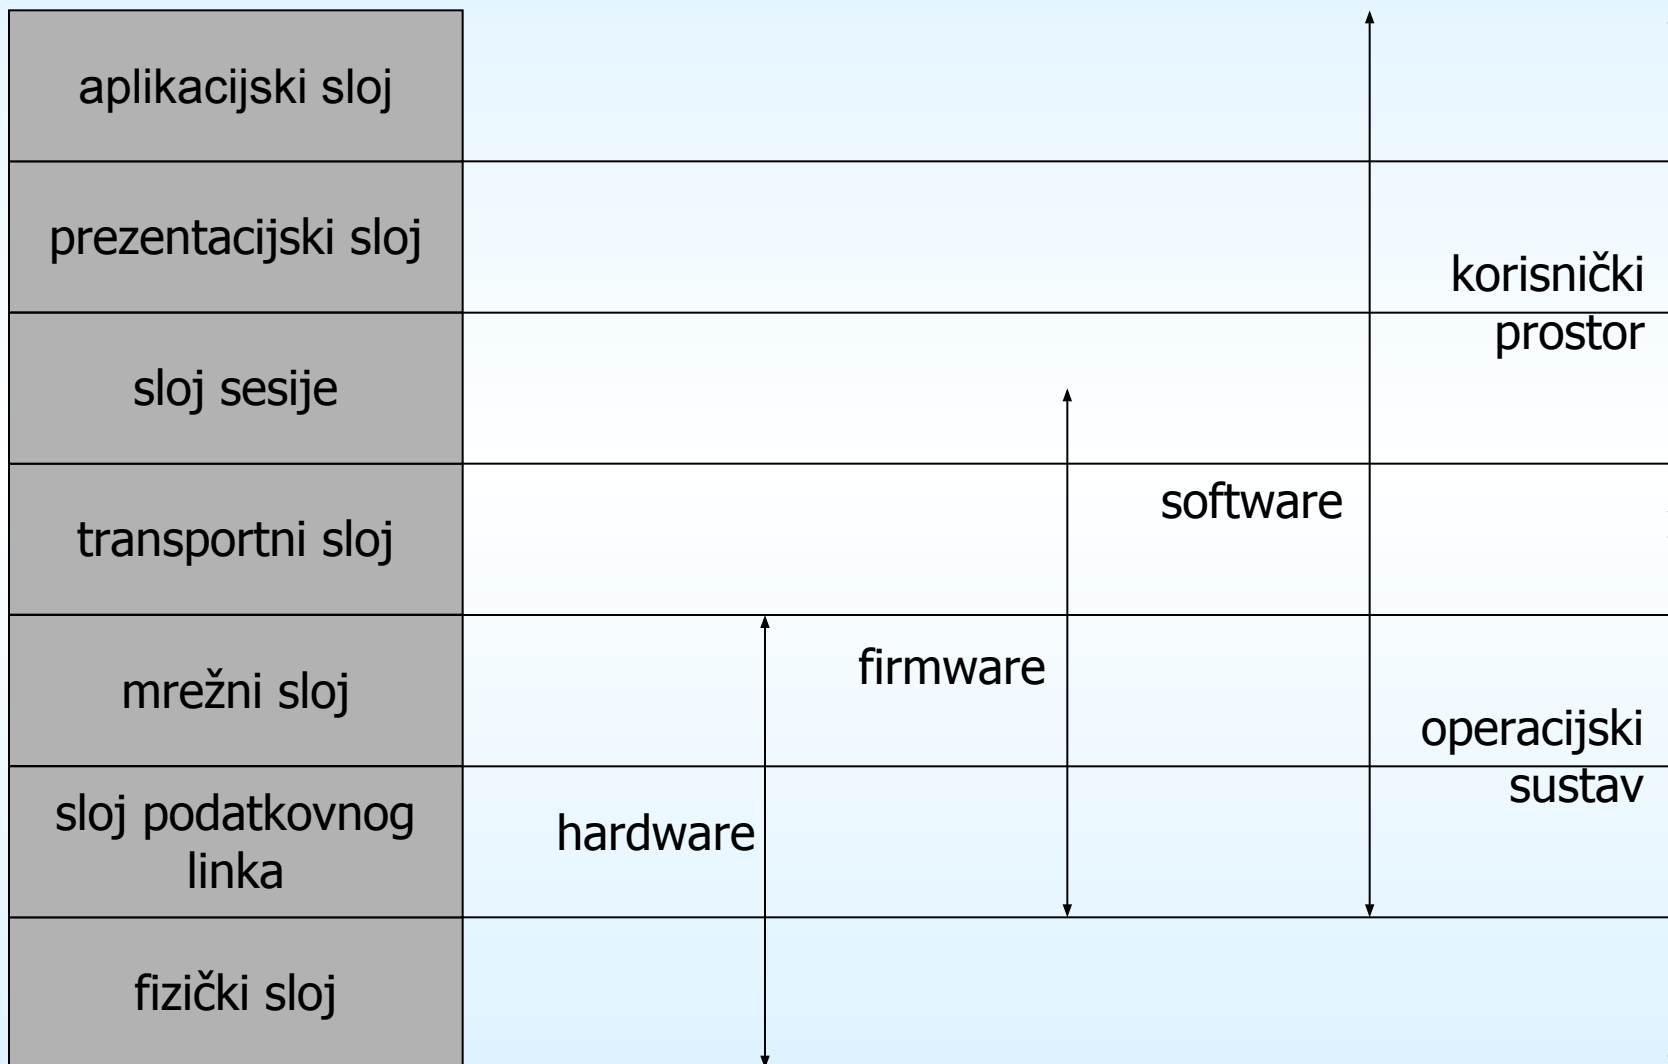 aplikacijski sloj
prezentacijski sloj
korisnički
prostor
sloj sesije
software
transportni sloj
firmware
mrežni sloj
operacijski
sustav
sloj podatkovnog
linka
hardware
fizički sloj